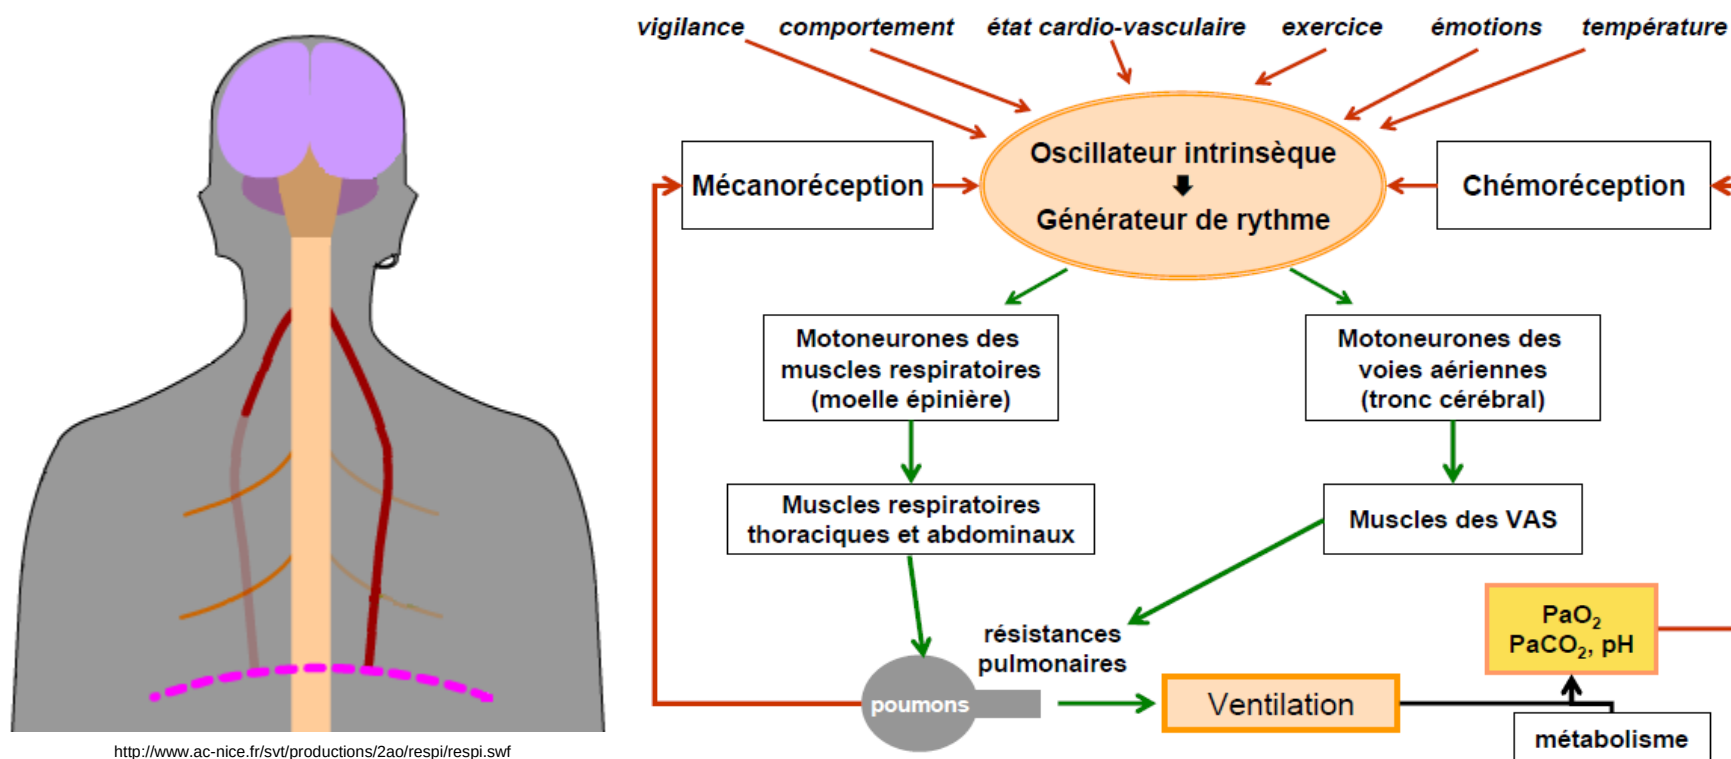 vigilance comportement état cardio-vasculaire exercice émotions température
Mécanoréception
Oscillateur intrinsèque
Générateur de rythme
Chémoréception
Motoneurones des
muscles respiratoires
(moelle épinière)
Motoneurones des
voies aériennes
(tronc cérébral)
Muscles respiratoires
thoraciques et abdominaux
Muscles des VAS
résistances
pulmonaires
poumons
Ventilation
PaO₂
PaCO₂, pH
métabolisme
http://www.ac-nice.fr/svt/productions/2ao/respi/respi.swf